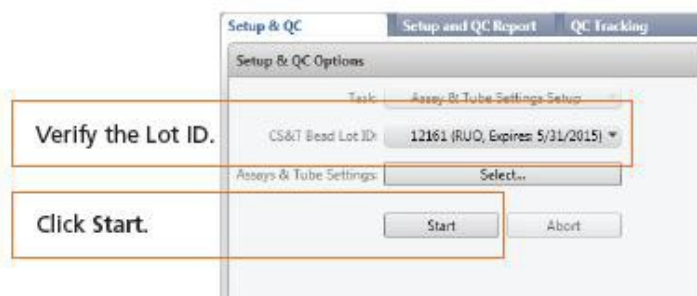 Setup & QC Setup and QC Report QC Tracking
Setup & QC Options
Task: Assay & Tube Settings Setup
Verify the Lot ID. CS&T Bead Lot ID: 12161 (RUO, Expires: 5/31/2015)
Assays & Tube Settings: Select...
Click Start. Start Abort